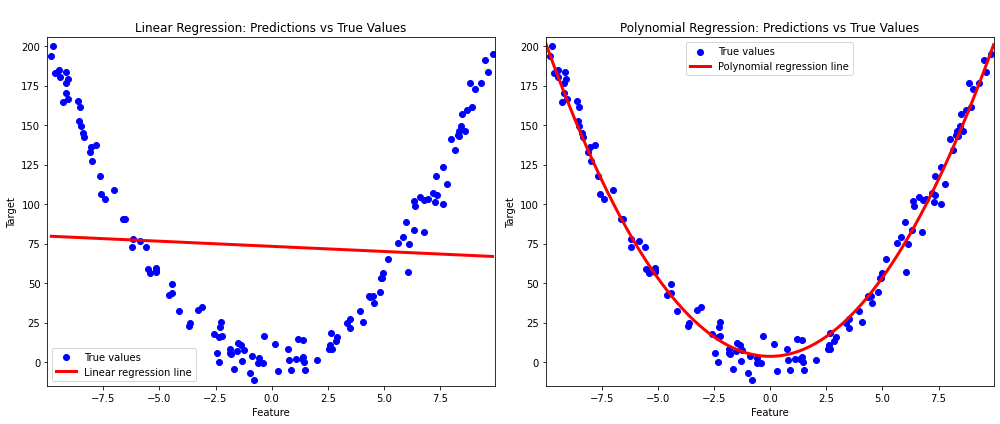 Linear Regression: Predictions vs True Values
200
175
150
125
100
75
50
25
0
Target
True values
Linear regression line
−7.5 −5.0 −2.5 0.0 2.5 5.0 7.5
Feature
Polynomial Regression: Predictions vs True Values
True values
Polynomial regression line
200
175
150
125
100
75
50
25
0
Target
−7.5 −5.0 −2.5 0.0 2.5 5.0 7.5
Feature